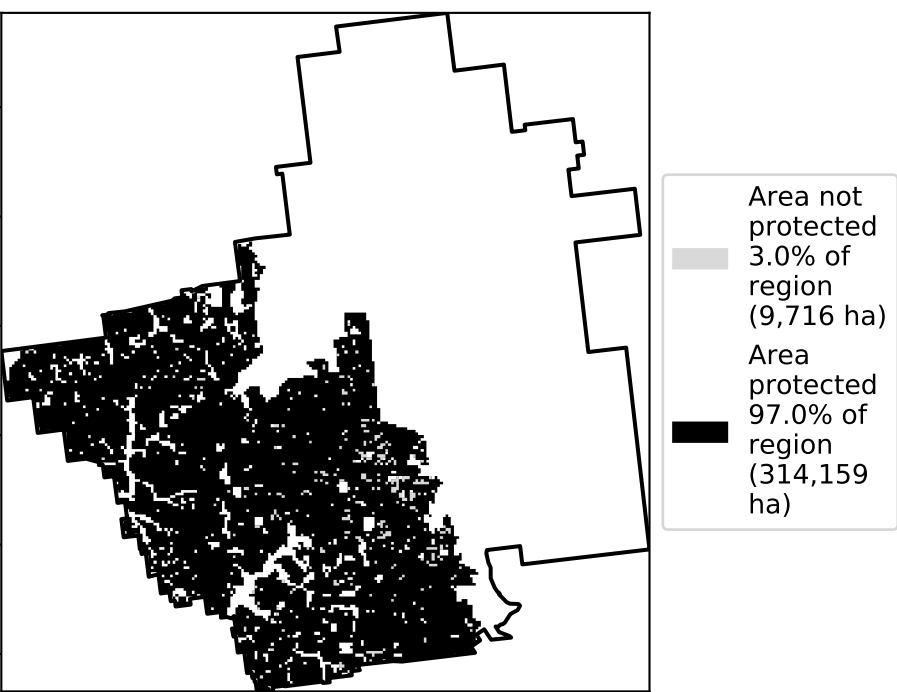 Area not
protected
3.0% of
region
(9,716 ha)
Area
protected
97.0% of
region
(314,159
ha)